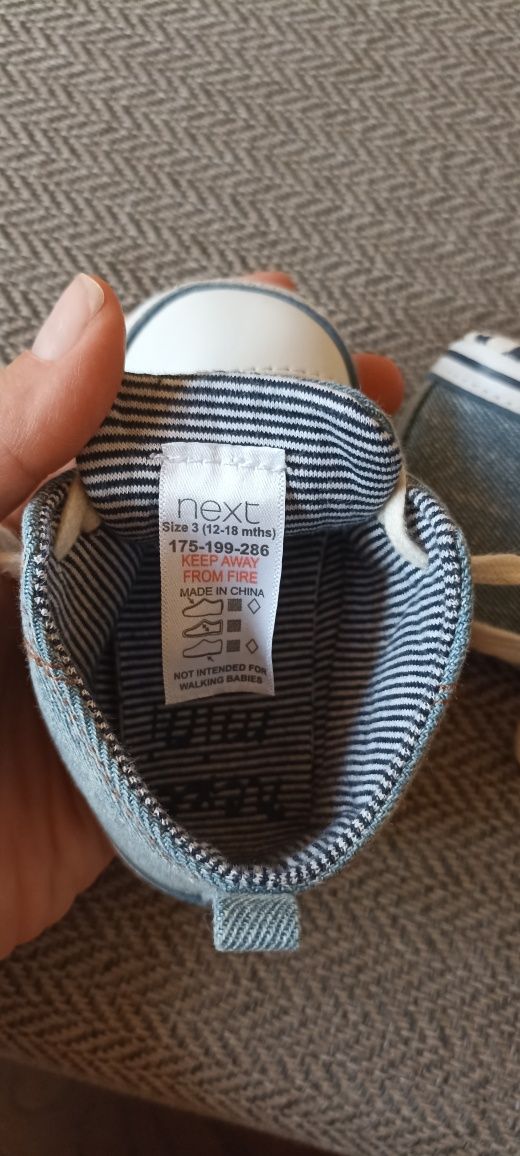 next
Size 3 (12-18 mths)
175-199-286
KEEP AWAY
FROM FIRE
MADE IN CHINA
NOT INTENDED FOR
WALKING BABIES